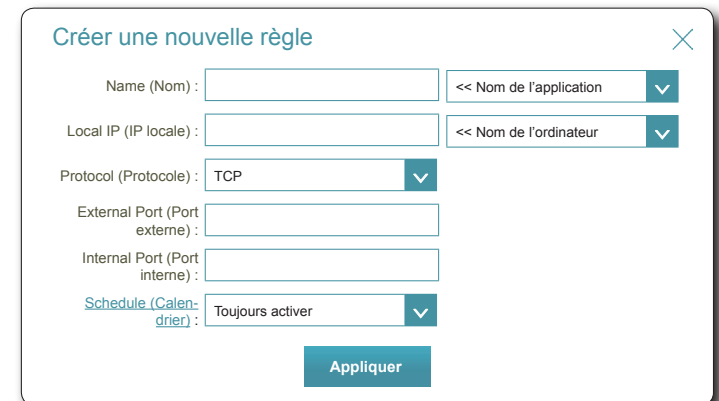 Créer une nouvelle règle
Name (Nom) :
<< Nom de l'application
Local IP (IP locale) :
<< Nom de l'ordinateur
Protocol (Protocole) :
TCP
External Port (Port
externe) :
Internal Port (Port
interne) :
Schedule (Calen-
drier) :
Toujours activer
Appliquer